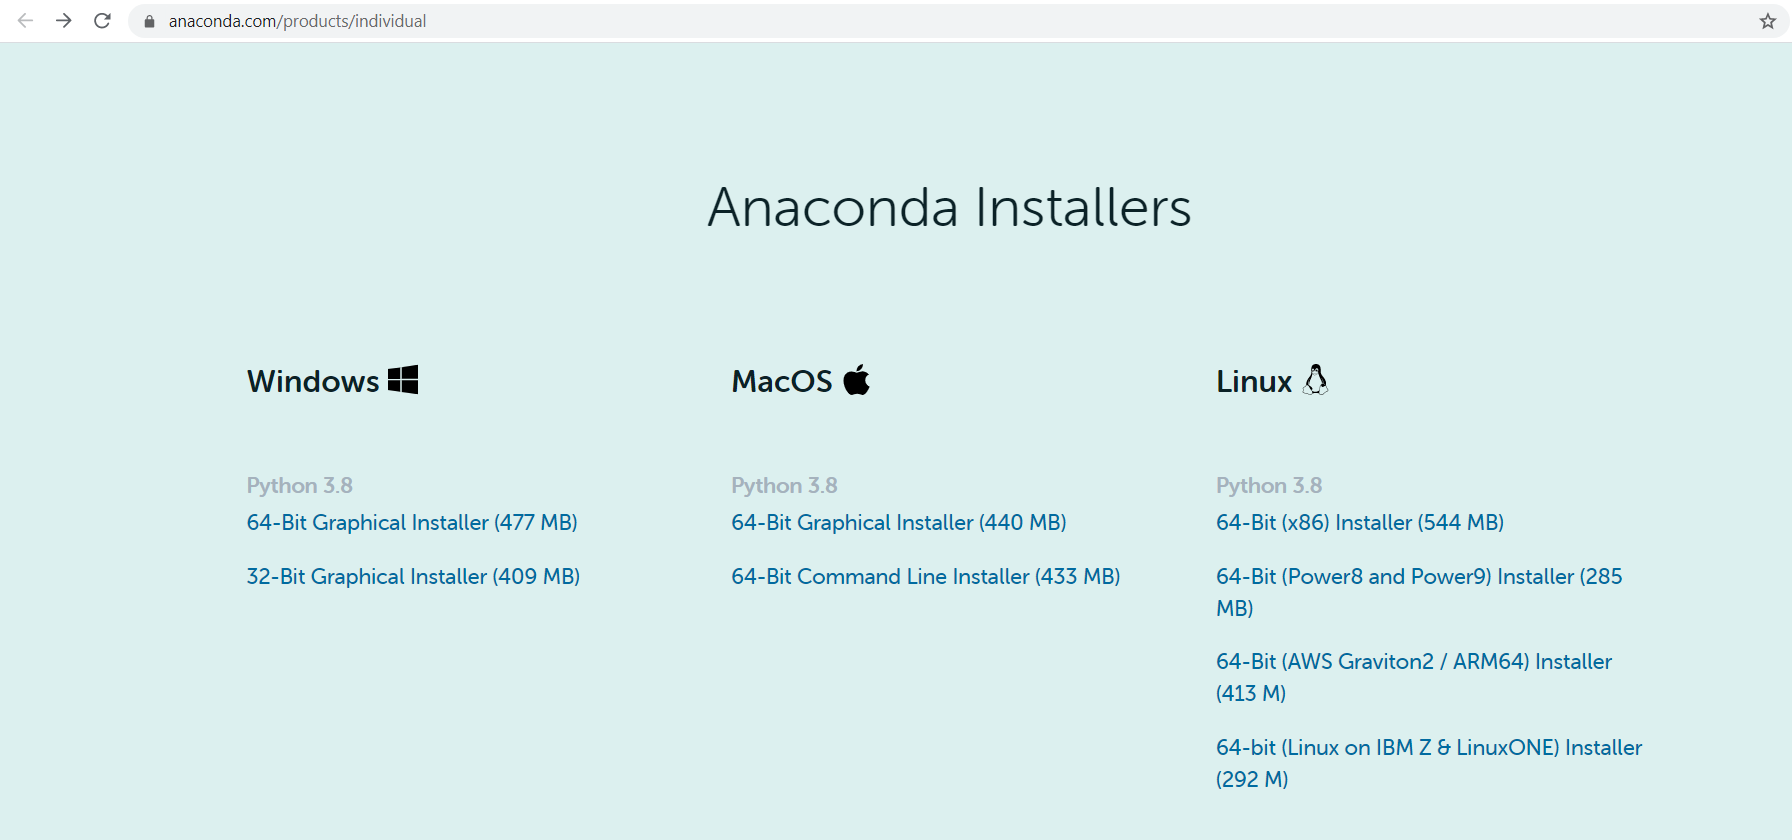 anaconda.com/products/individual
Anaconda Installers
Windows
Python 3.8
64-Bit Graphical Installer (477 MB)
32-Bit Graphical Installer (409 MB)
MacOS
Python 3.8
64-Bit Graphical Installer (440 MB)
64-Bit Command Line Installer (433 MB)
Linux
Python 3.8
64-Bit (x86) Installer (544 MB)
64-Bit (Power8 and Power9) Installer (285
MB)
64-Bit (AWS Graviton2 / ARM64) Installer
(413 M)
64-bit (Linux on IBM Z & LinuxONE) Installer
(292 M)